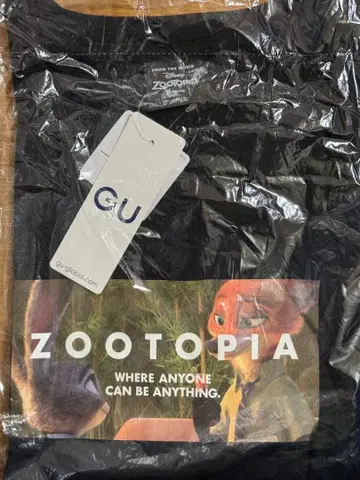 FROM THE MOVIE
Disney
ZOOTOPIA
GU
gu-global.com
ZOOTOPIA
WHERE ANYONE
CAN BE ANYTHING.